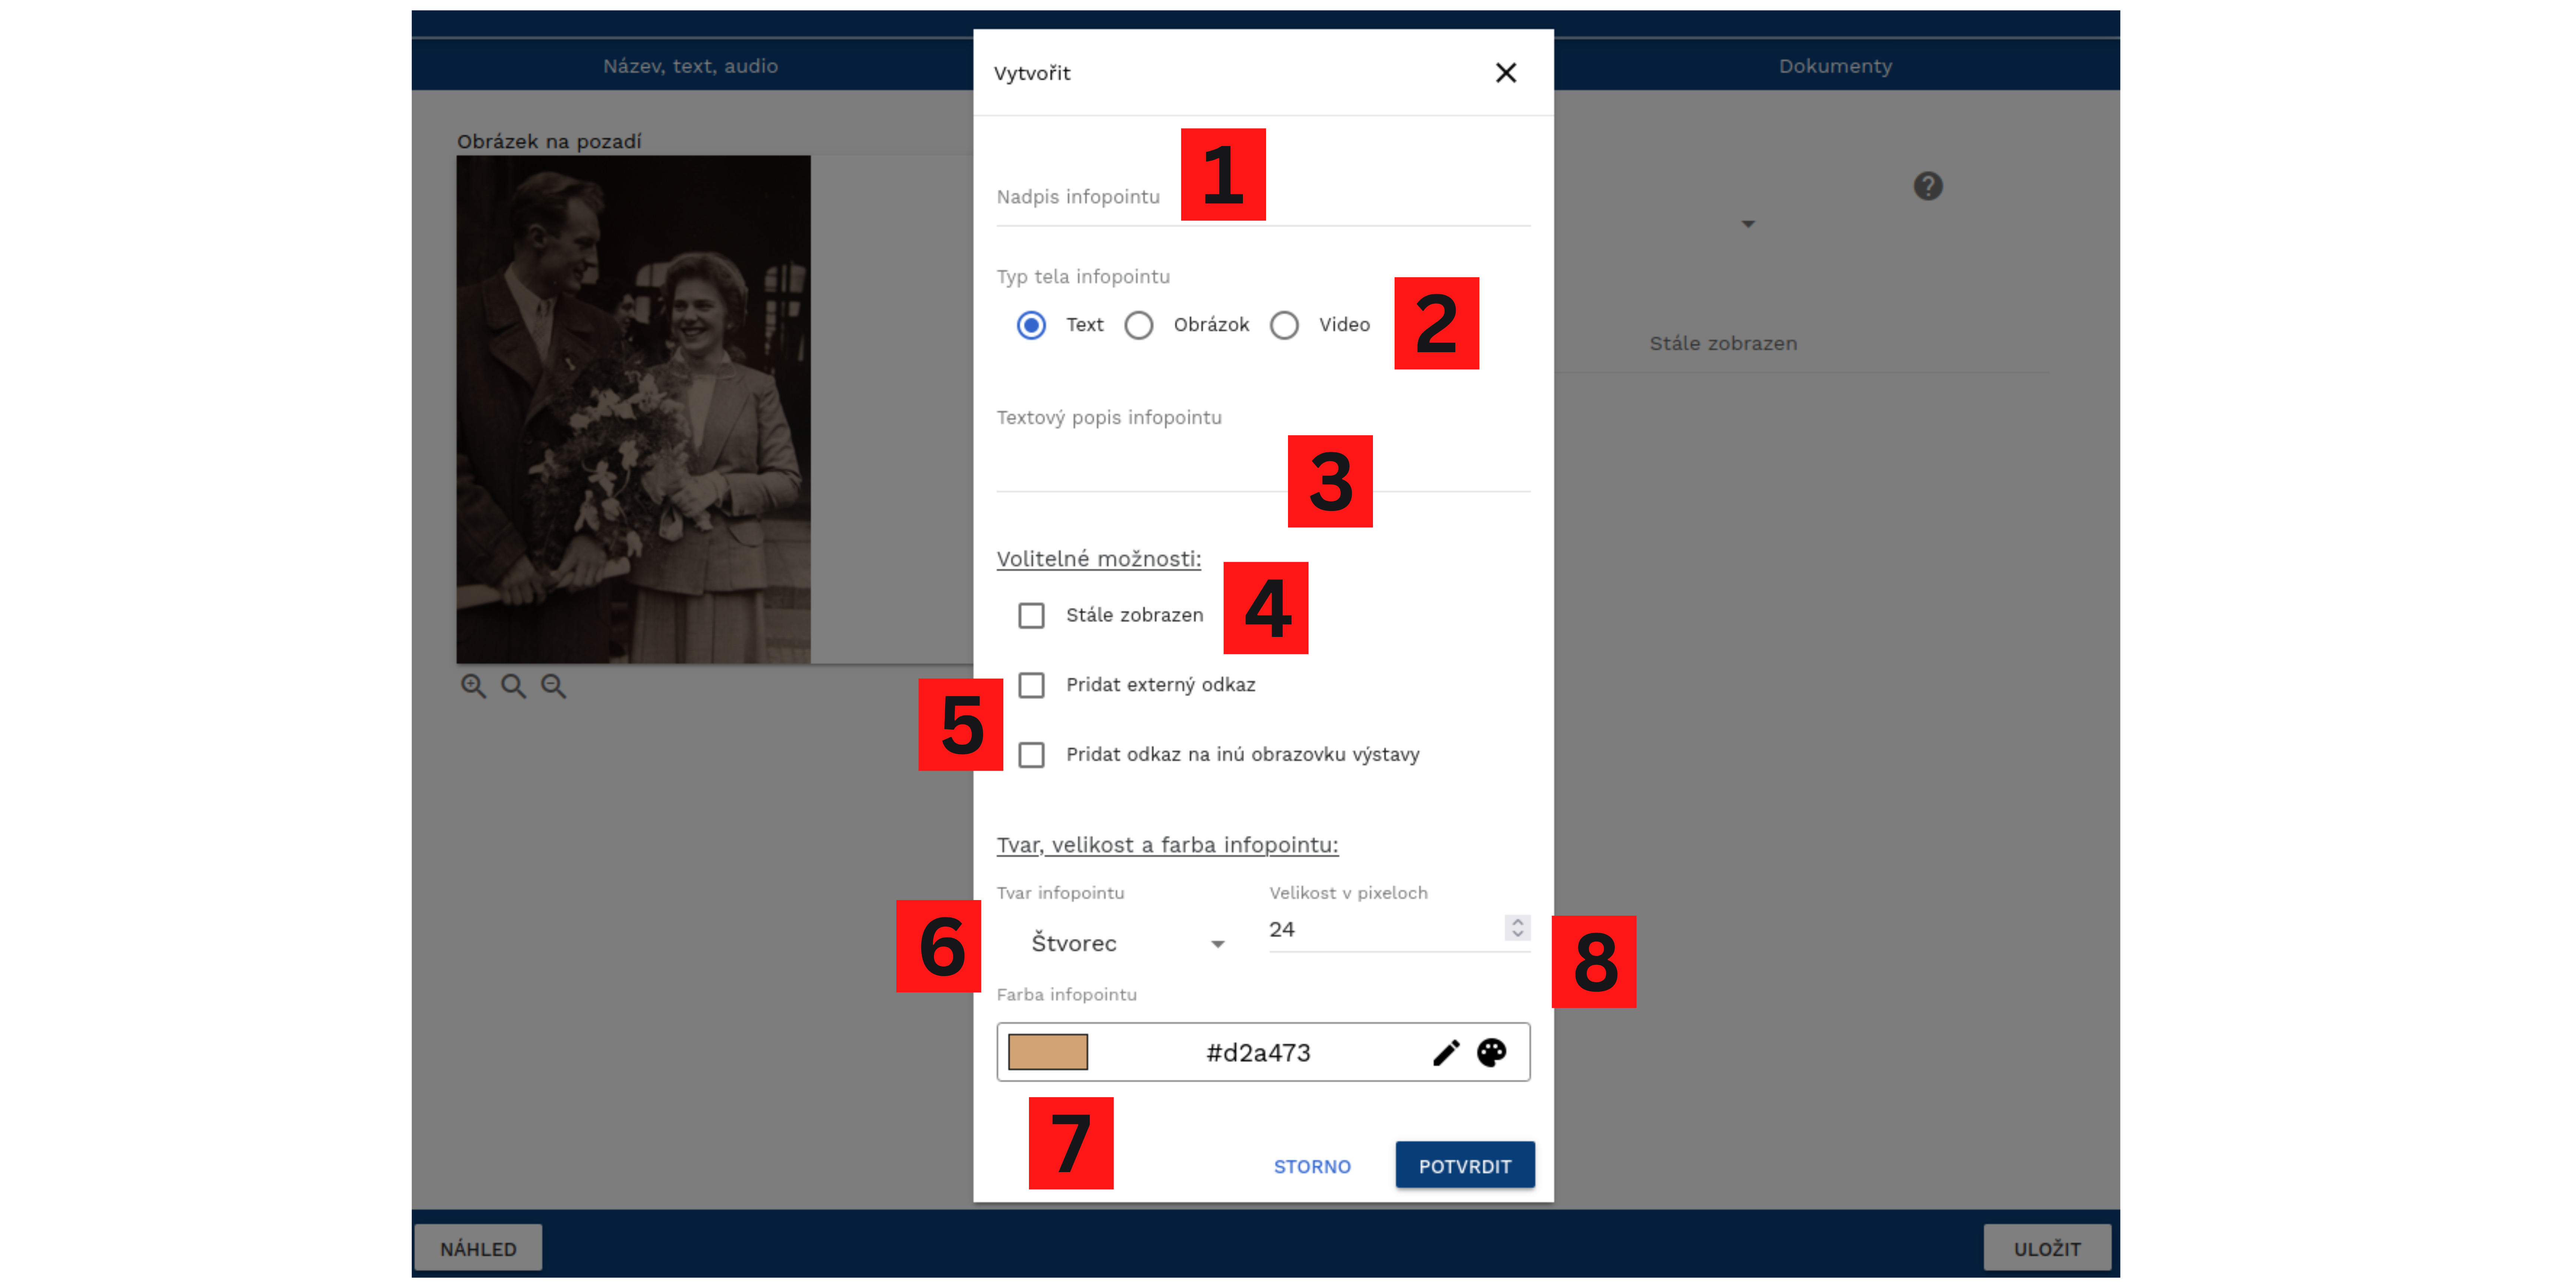 Název, text, audio
Dokumenty
Vytvořit
Obrázek na pozadí
1
Nadpis infopointu
?
Typ tela infopointu
Text
Obrázok
Video
2
Stále zobrazen
Textový popis infopointu
3
Volitelné možnosti:
Stále zobrazen
4
Pridat externý odkaz
5
Pridat odkaz na inú obrazovku výstavy
Tvar, velikost a farba infopointu:
Tvar infopointu
Velikost v pixeloch
6
Štvorec
24
8
Farba infopointu
#d2a473
7
STORNO
POTVRDIT
NÁHLED
ULOŽIT